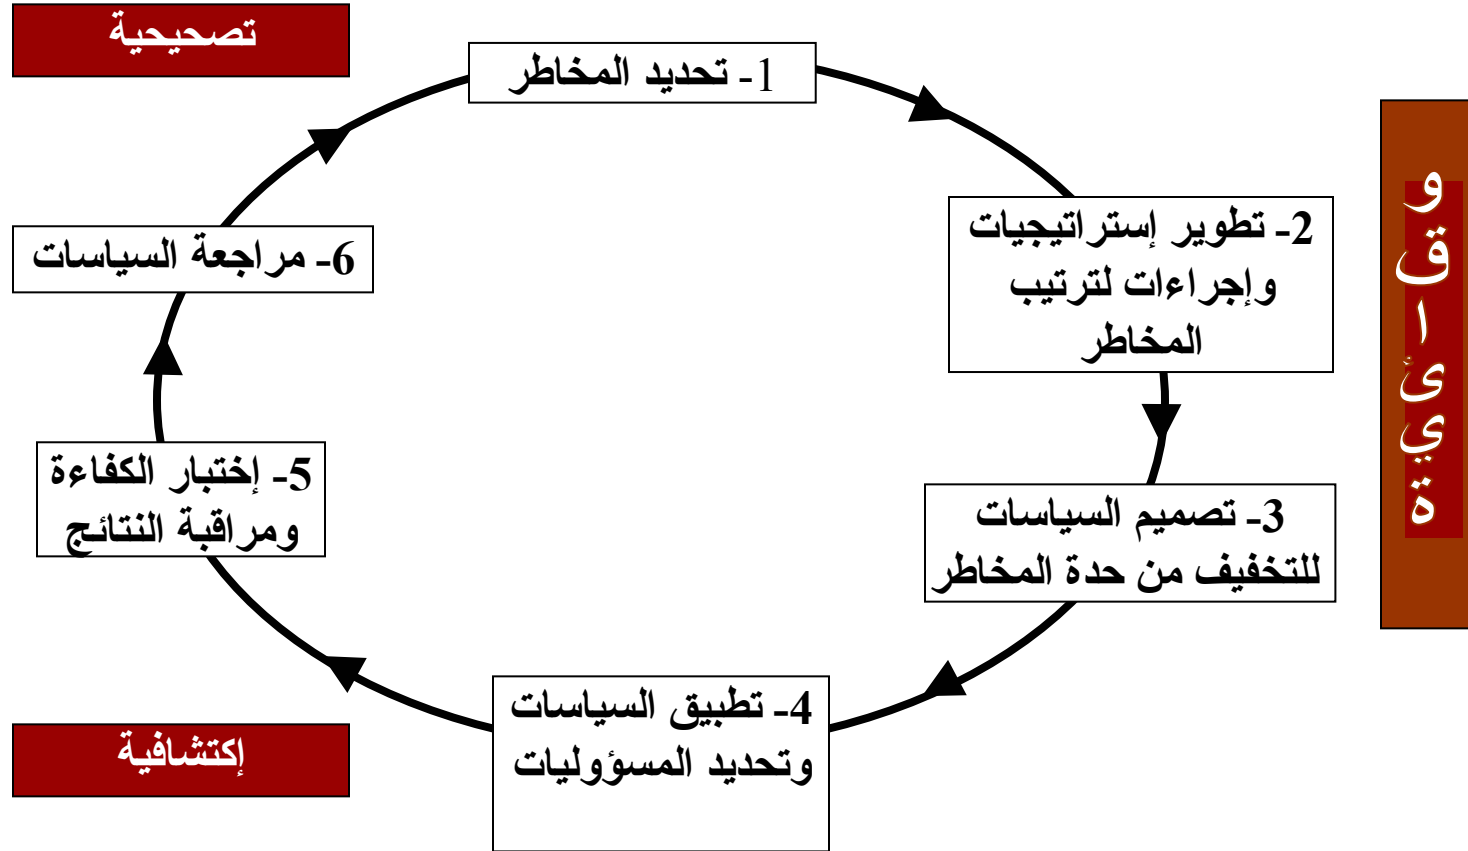 تصحيحية
1- تحديد المخاطر
2- تطوير إستراتيجيات
وإجراءات لترتيب
المخاطر
3- تصميم السياسات
للتخفيف من حدة المخاطر
4- تطبيق السياسات
وتحديد المسؤوليات
5- إختبار الكفاءة
ومراقبة النتائج
6- مراجعة السياسات
إكتشافية
و
ق
ا
ئ
ي
ة